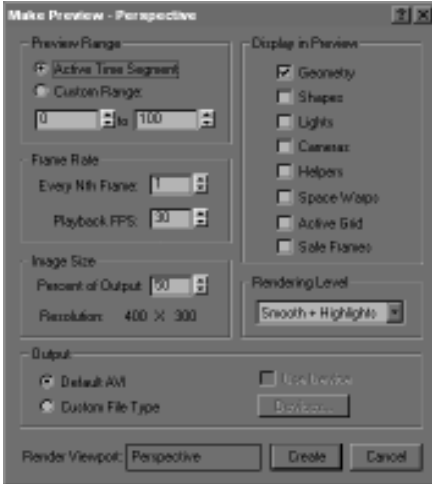 Make Preview - Perspective
Preview Range
Active Time Segment
Custom Range:
0 to 100
Frame Rate
Every Nth Frame: 1
Playback FPS: 30
Image Size
Percent of Output: 50
Resolution: 400 X 300
Display in Preview
Geometry
Shapes
Lights
Cameras
Helpers
Space Warps
Active Grid
Safe Frames
Rendering Level
Smooth + Highlights
Output
Default AVI
Custom File Type
Use Device
Devices...
Render Viewport: Perspective
Create
Cancel